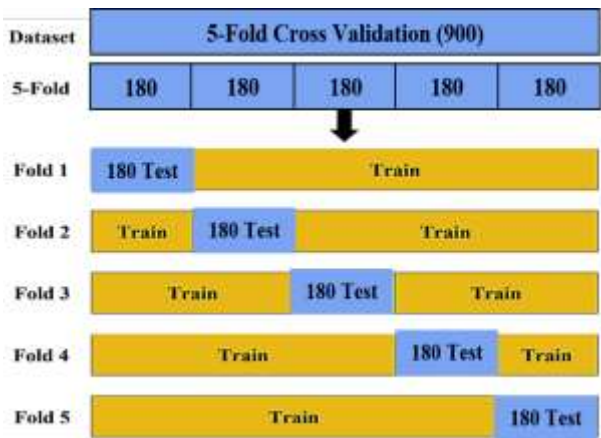 Dataset 5-Fold Cross Validation (900)
5-Fold 180 180 180 180 180
Fold 1 180 Test Train
Fold 2 Train 180 Test Train
Fold 3 Train 180 Test Train
Fold 4 Train 180 Test Train
Fold 5 Train 180 Test